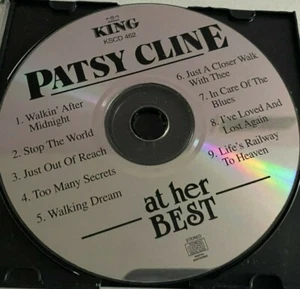 KING
KSCD 462
PATSY CLINE
1. Walkin' After
Midnight
2. Stop The World
3. Just Out Of Reach
4. Too Many Secrets
5. Walking Dream
6. Just A Closer Walk
With Thee
7. In Care Of The
Blues
8. I've Loved And
Lost Again
9. Life's Railway
To Heaven
at her
BEST